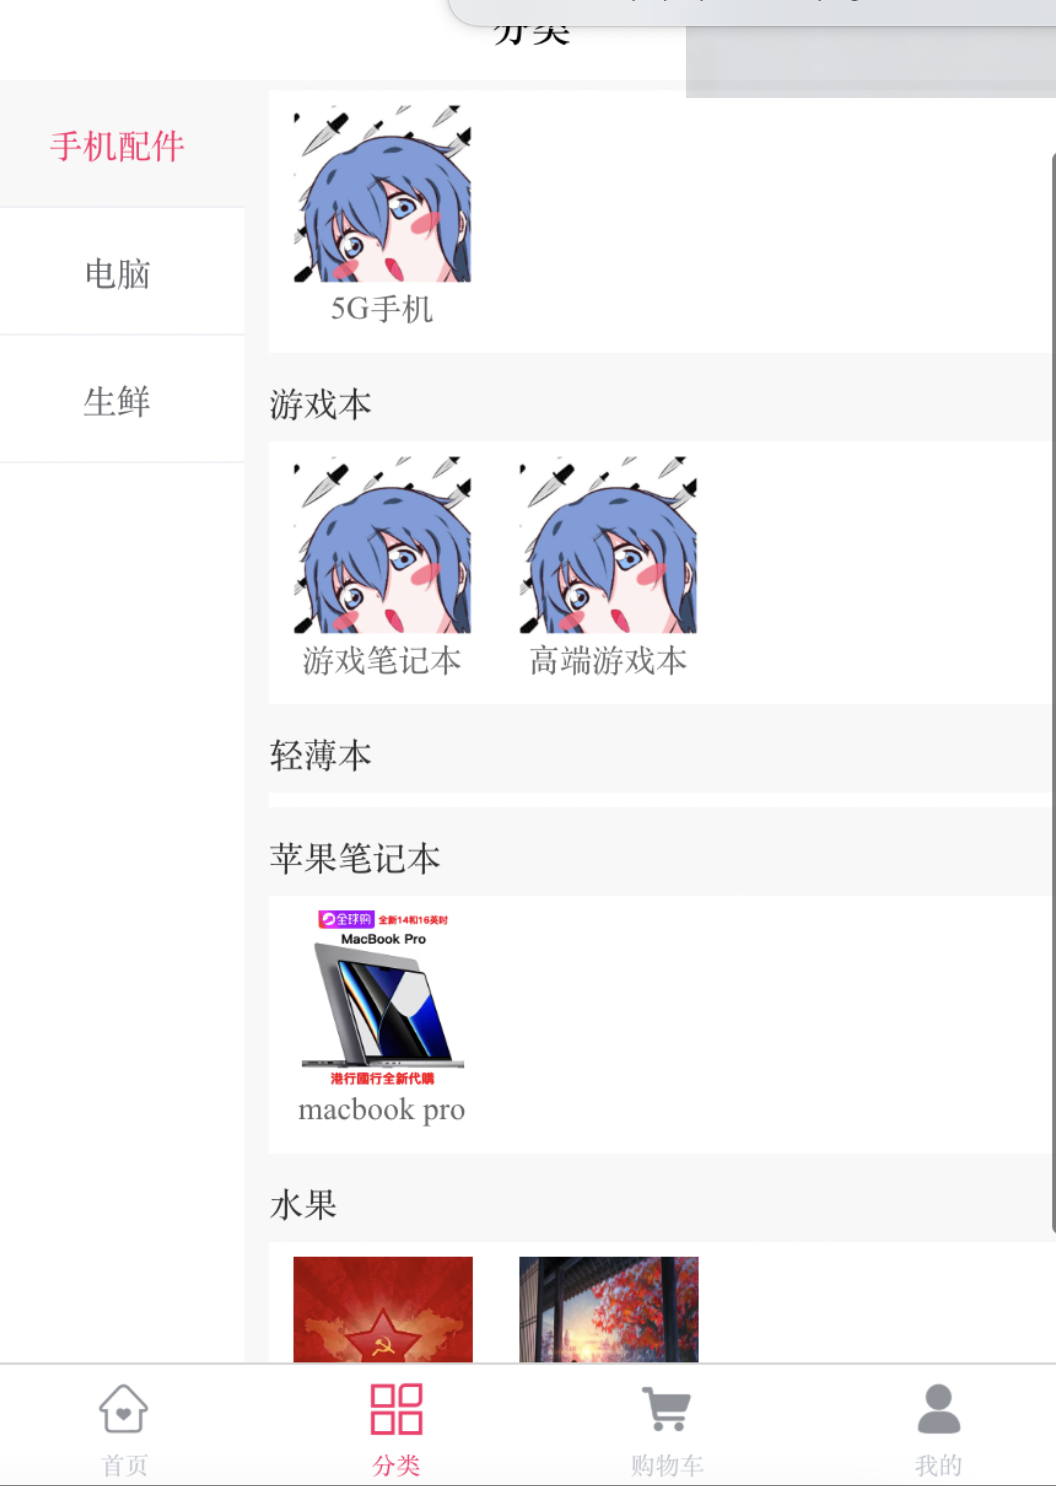 分类
手机配件
电脑
生鲜
5G手机
游戏本
游戏笔记本
高端游戏本
轻薄本
苹果笔记本
全球购 全新14和16英吋
MacBook Pro
港行國行全新代購
macbook pro
水果
首页
分类
购物车
我的